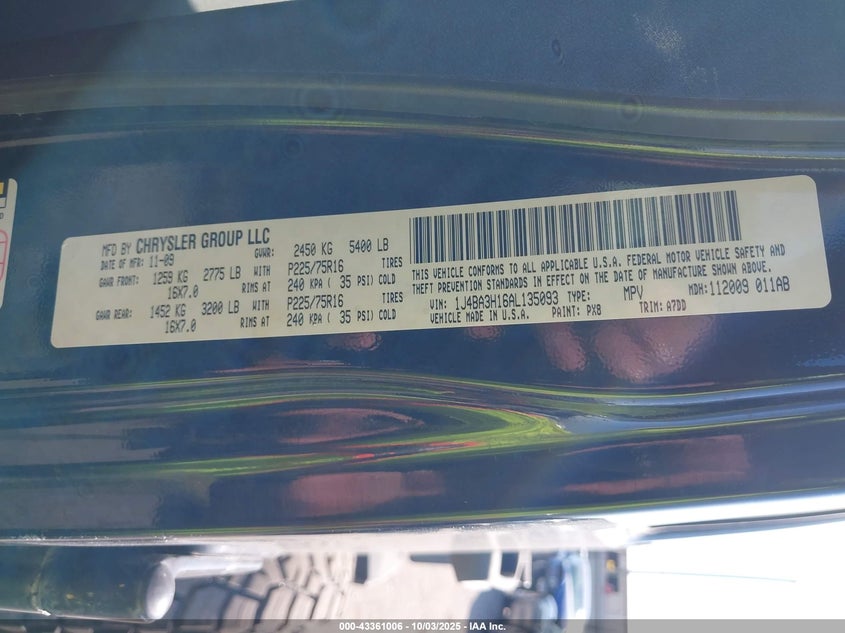 MFD BY CHRYSLER GROUP LLC
DATE OF MFR: 11-09 GVWR: 2450 KG 5400 LB
GAWR FRONT: 1259 KG 2775 LB WITH P225/75R16 TIRES
16X7.0 RIMS AT 240 KPA ( 35 PSI) COLD
GAWR REAR: 1452 KG 3200 LB WITH P225/75R16 TIRES
16X7.0 RIMS AT 240 KPA ( 35 PSI) COLD
THIS VEHICLE CONFORMS TO ALL APPLICABLE U.S.A. FEDERAL MOTOR VEHICLE SAFETY AND
THEFT PREVENTION STANDARDS IN EFFECT ON THE DATE OF MANUFACTURE SHOWN ABOVE.
VIN: 1J4BA3H16AL135093 TYPE: MPV MDH: 112009 011AB
VEHICLE MADE IN U.S.A. PAINT: PX8 TRIM: A7DD
000-43361006 - 10/03/2025 - IAA Inc.